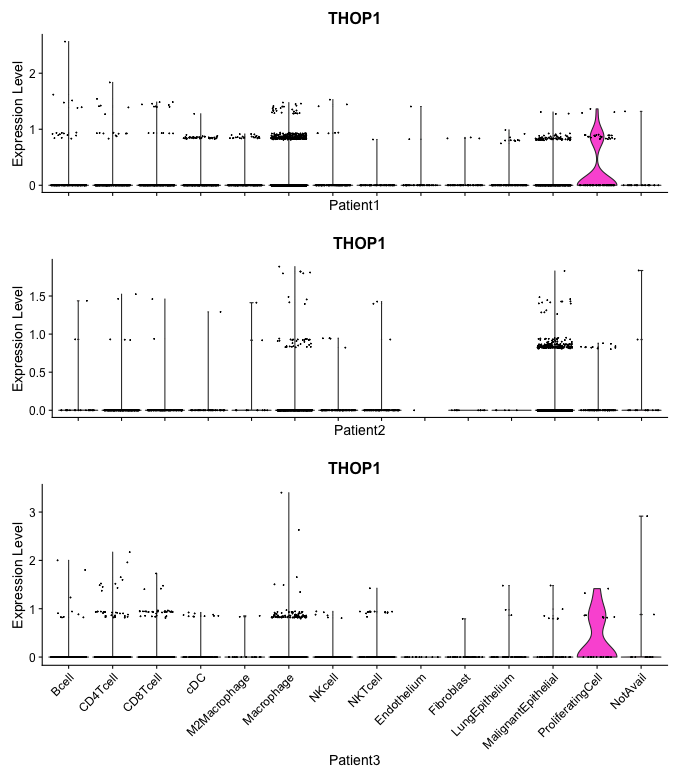 THOP1
Expression Level
2
1
0
Patient1
THOP1
Expression Level
1.5
1.0
0.5
0.0
Patient2
THOP1
Expression Level
3
2
1
0
Bcell
CD4Tcell
CD8Tcell
cDC
M2Macrophage
Macrophage
NKcell
NKTcell
Endothelium
Fibroblast
LungEpithelium
MalignantEpithelial
ProliferatingCell
NotAvail
Patient3